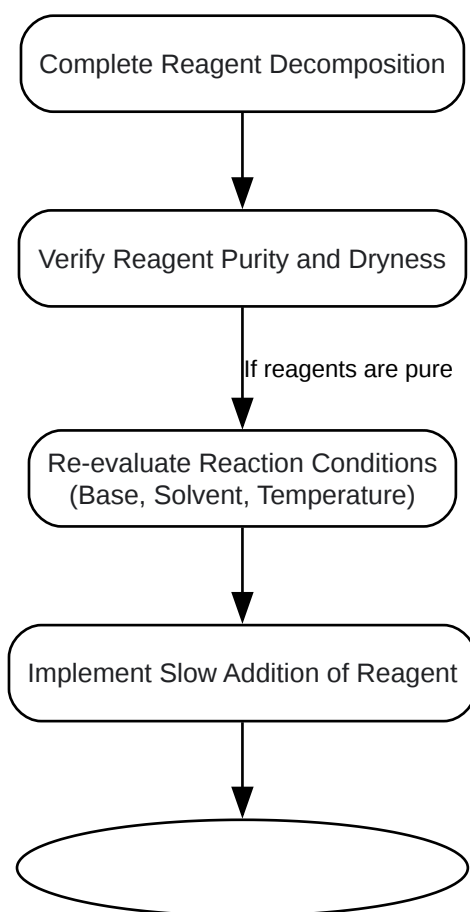 Complete Reagent Decomposition
Verify Reagent Purity and Dryness
If reagents are pure
Re-evaluate Reaction Conditions
(Base, Solvent, Temperature)
Implement Slow Addition of Reagent